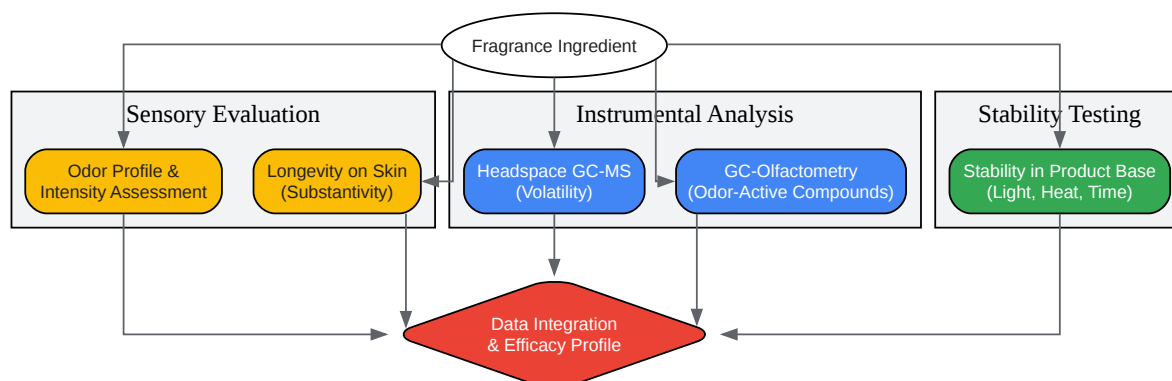 Fragrance Ingredient
Sensory Evaluation
Instrumental Analysis
Stability Testing
Odor Profile &
Intensity Assessment
Longevity on Skin
(Substantivity)
Headspace GC-MS
(Volatility)
GC-Olfactometry
(Odor-Active Compounds)
Stability in Product Base
(Light, Heat, Time)
Data Integration
& Efficacy Profile